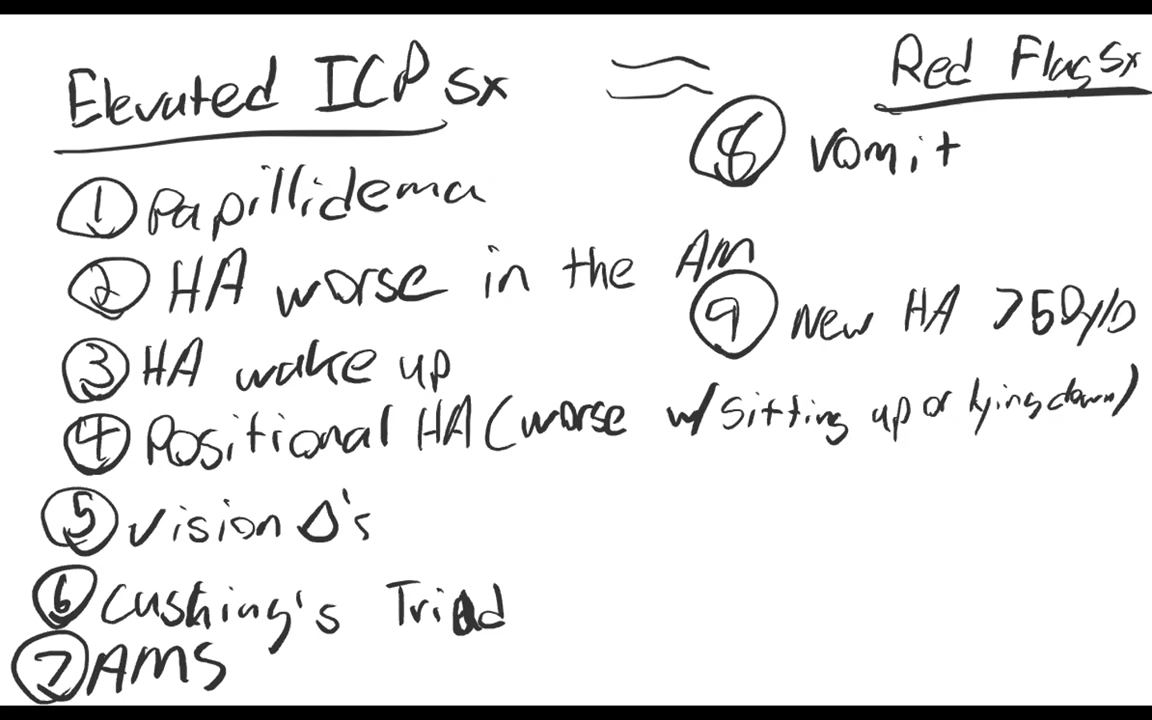 Elevated ICP Sx
≈
Red Flag Sx
① Papillidema
② HA worse in the AM
③ HA wake up
④ Positional HA (worse w/ sitting up or lying down)
⑤ Vision Δ's
⑥ Cushing's Triad
⑦ AMS
⑧ Vomit
⑨ New HA >50y/o